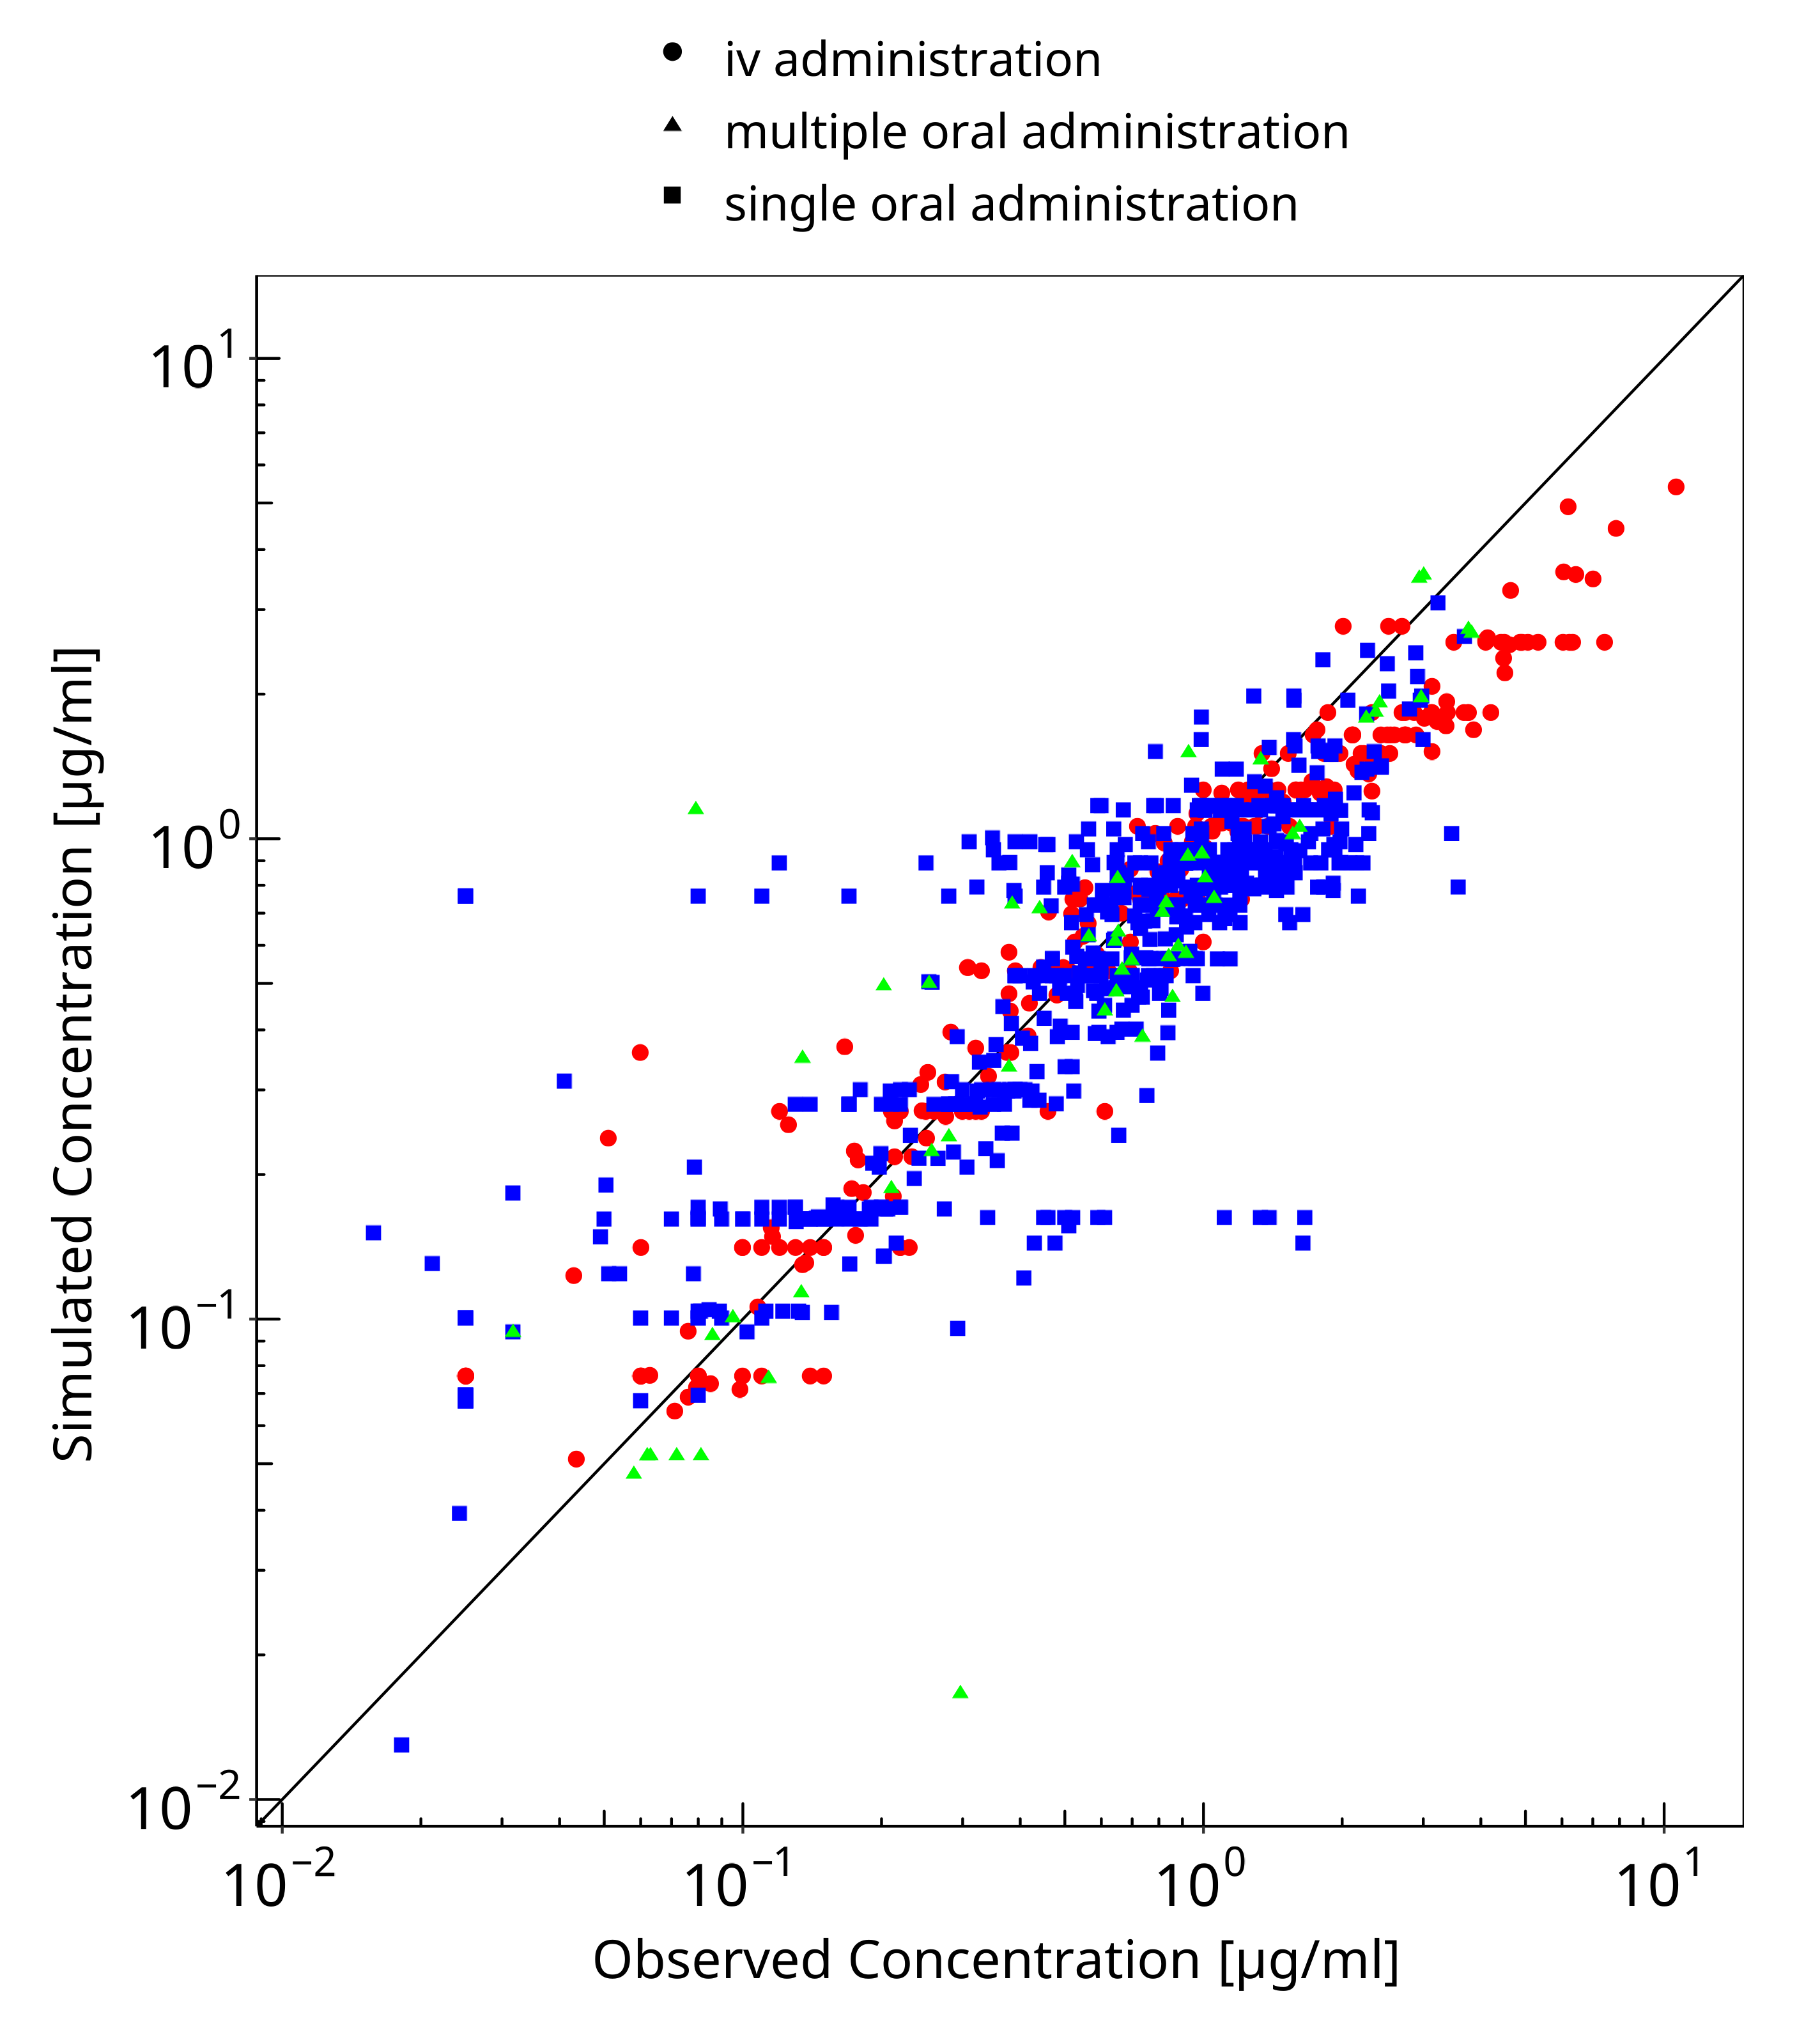 iv administration
multiple oral administration
single oral administration
Simulated Concentration [µg/ml]
10¹
10⁰
10⁻¹
10⁻²
10⁻² 10⁻¹ 10⁰ 10¹
Observed Concentration [µg/ml]